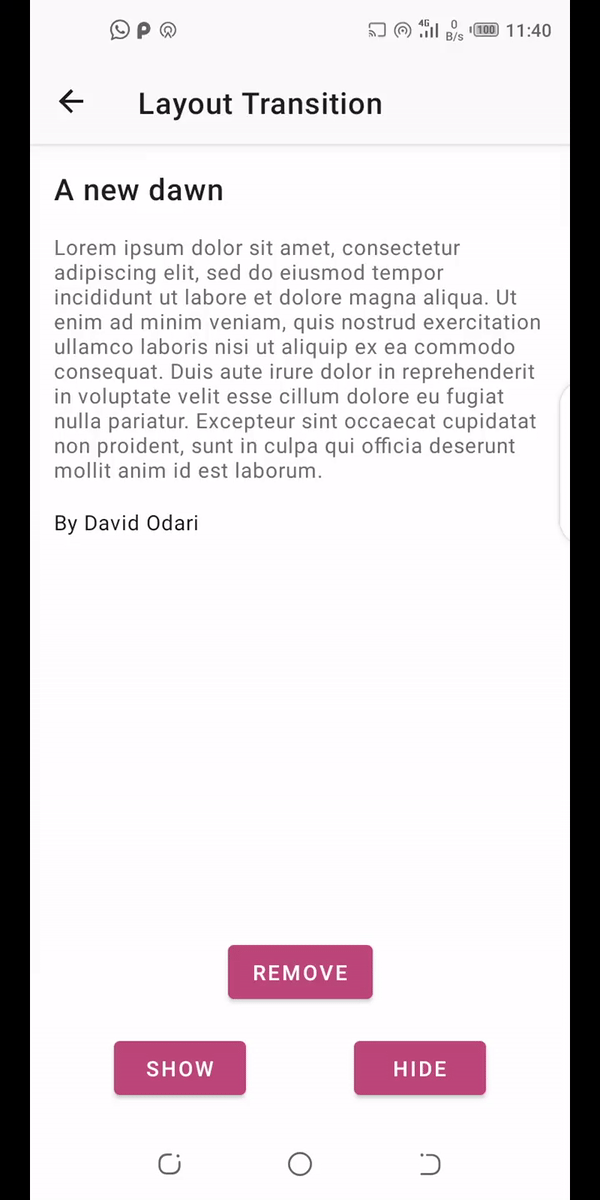 4G 0 B/s 100 11:40
Layout Transition
A new dawn
Lorem ipsum dolor sit amet, consectetur
adipiscing elit, sed do eiusmod tempor
incididunt ut labore et dolore magna aliqua. Ut
enim ad minim veniam, quis nostrud exercitation
ullamco laboris nisi ut aliquip ex ea commodo
consequat. Duis aute irure dolor in reprehenderit
in voluptate velit esse cillum dolore eu fugiat
nulla pariatur. Excepteur sint occaecat cupidatat
non proident, sunt in culpa qui officia deserunt
mollit anim id est laborum.
By David Odari
REMOVE
SHOW HIDE